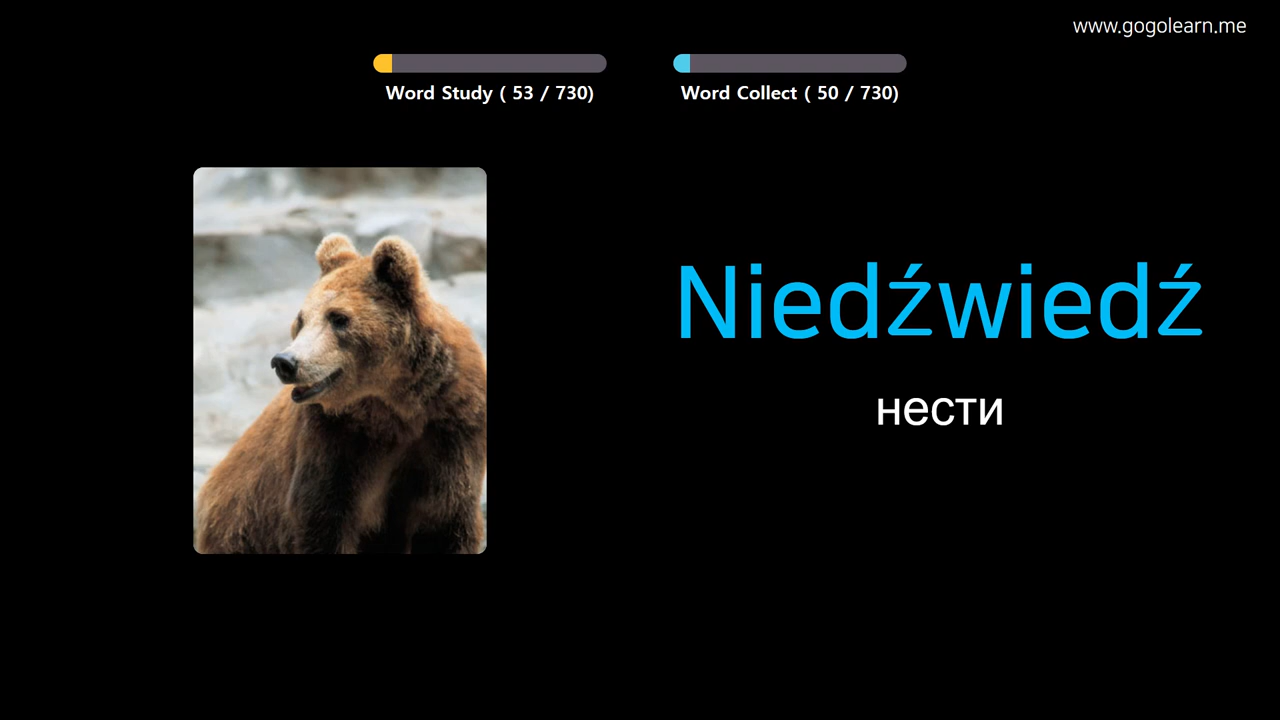 www.gogolearn.me
Word Study ( 53 / 730)
Word Collect ( 50 / 730)
Niedźwiedź
нести